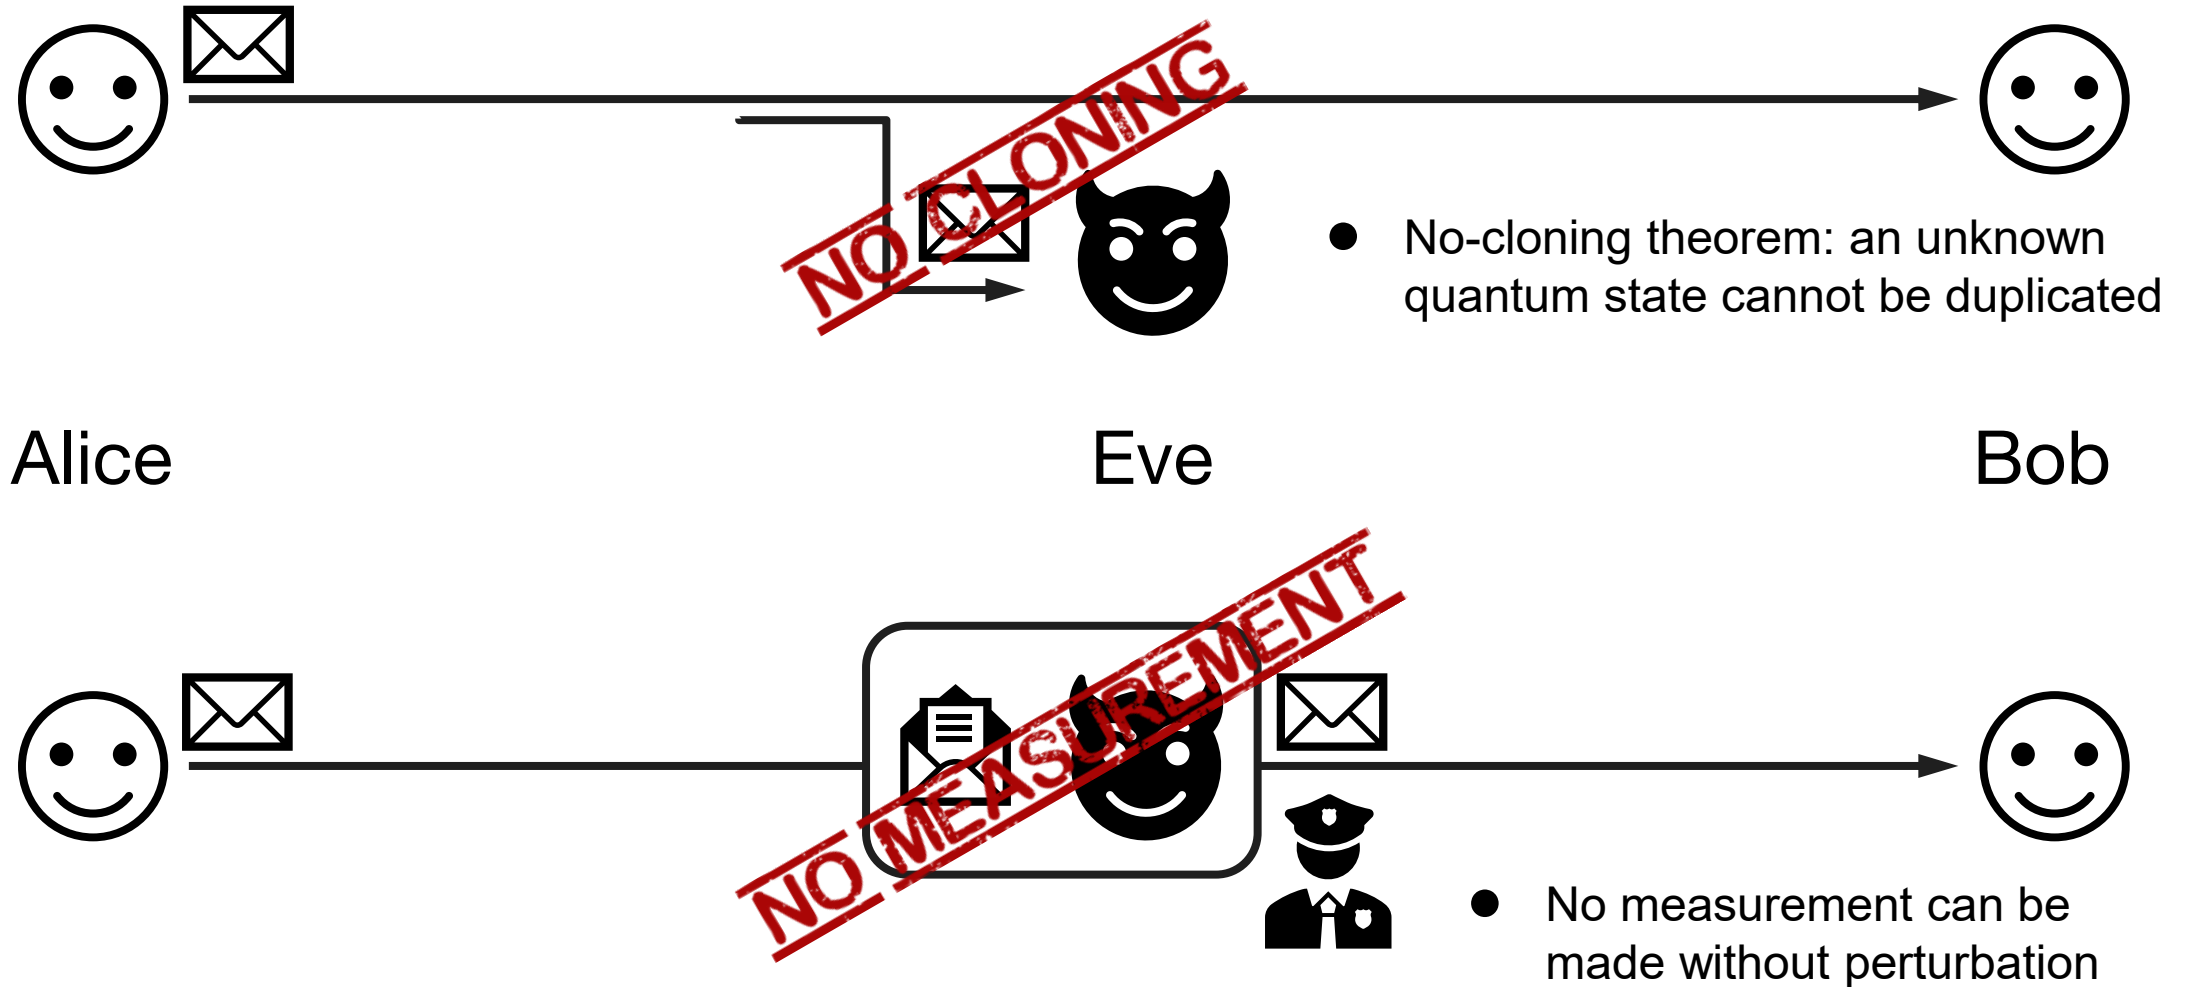 NO CLONING
● No-cloning theorem: an unknown
quantum state cannot be duplicated
Alice
Eve
Bob
NO MEASUREMENT
● No measurement can be
made without perturbation